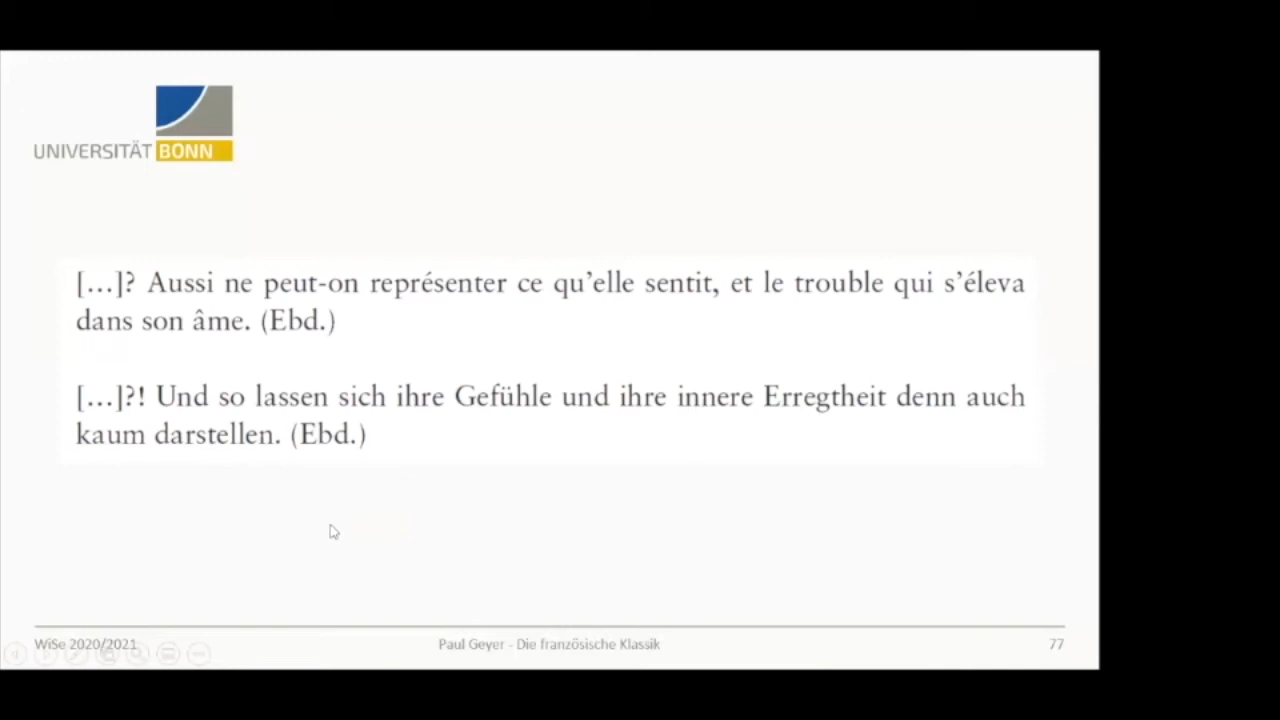 UNIVERSITÄT BONN
[...]? Aussi ne peut-on représenter ce qu’elle sentit, et le trouble qui s’éleva
dans son âme. (Ebd.)
[...]?! Und so lassen sich ihre Gefühle und ihre innere Erregtheit denn auch
kaum darstellen. (Ebd.)
WiSe 2020/2021 Paul Geyer - Die französische Klassik 77